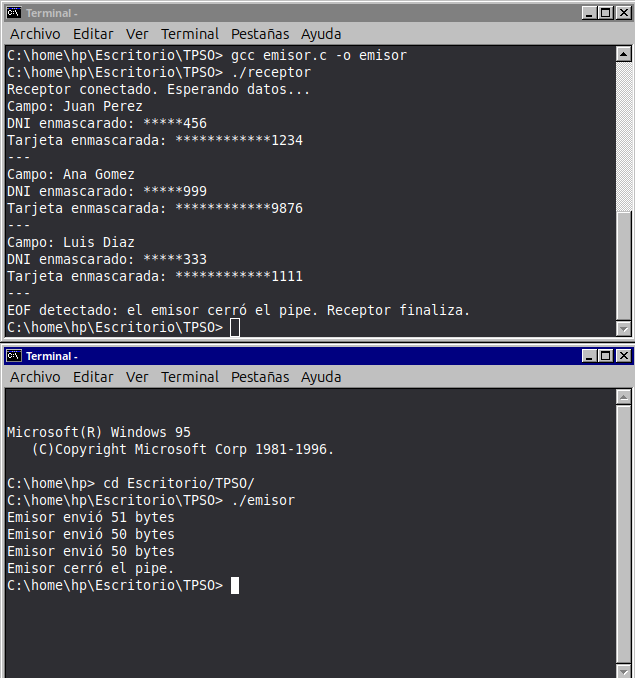 Terminal -
Archivo Editar Ver Terminal Pestañas Ayuda
C:\home\hp\Escritorio\TPSO> gcc emisor.c -o emisor
C:\home\hp\Escritorio\TPSO> ./receptor
Receptor conectado. Esperando datos...
Campo: Juan Perez
DNI enmascarado: *****456
Tarjeta enmascarada: ************1234
---
Campo: Ana Gomez
DNI enmascarado: *****999
Tarjeta enmascarada: ************9876
---
Campo: Luis Diaz
DNI enmascarado: *****333
Tarjeta enmascarada: ************1111
---
EOF detectado: el emisor cerró el pipe. Receptor finaliza.
C:\home\hp\Escritorio\TPSO>
Terminal -
Archivo Editar Ver Terminal Pestañas Ayuda
Microsoft(R) Windows 95
(C)Copyright Microsoft Corp 1981-1996.
C:\home\hp> cd Escritorio/TPSO/
C:\home\hp\Escritorio\TPSO> ./emisor
Emisor envió 51 bytes
Emisor envió 50 bytes
Emisor envió 50 bytes
Emisor cerró el pipe.
C:\home\hp\Escritorio\TPSO>